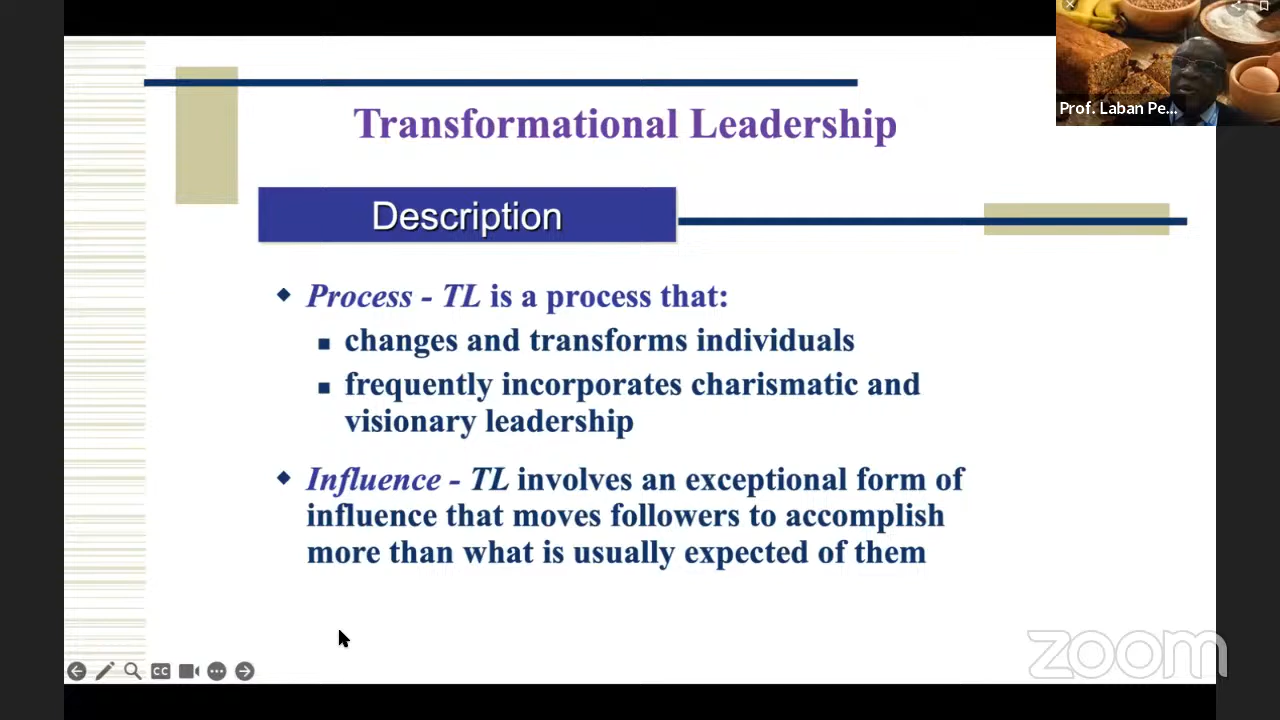 Transformational Leadership
Prof. Laban Pe...
Description
Process - TL is a process that:
changes and transforms individuals
frequently incorporates charismatic and
visionary leadership
Influence - TL involves an exceptional form of
influence that moves followers to accomplish
more than what is usually expected of them
CC
zoom